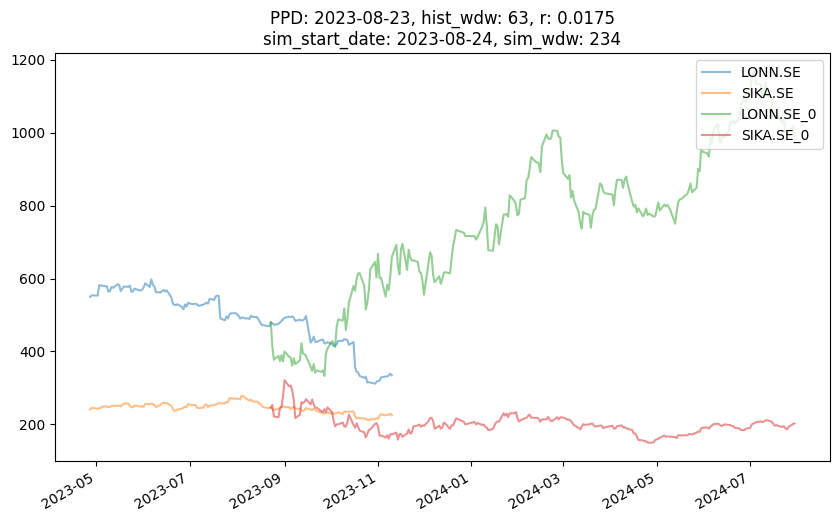 PPD: 2023-08-23, hist_wdw: 63, r: 0.0175
sim_start_date: 2023-08-24, sim_wdw: 234
1200
1000
800
600
400
200
LONN.SE
SIKA.SE
LONN.SE_0
SIKA.SE_0
2023-05
2023-07
2023-09
2023-11
2024-01
2024-03
2024-05
2024-07